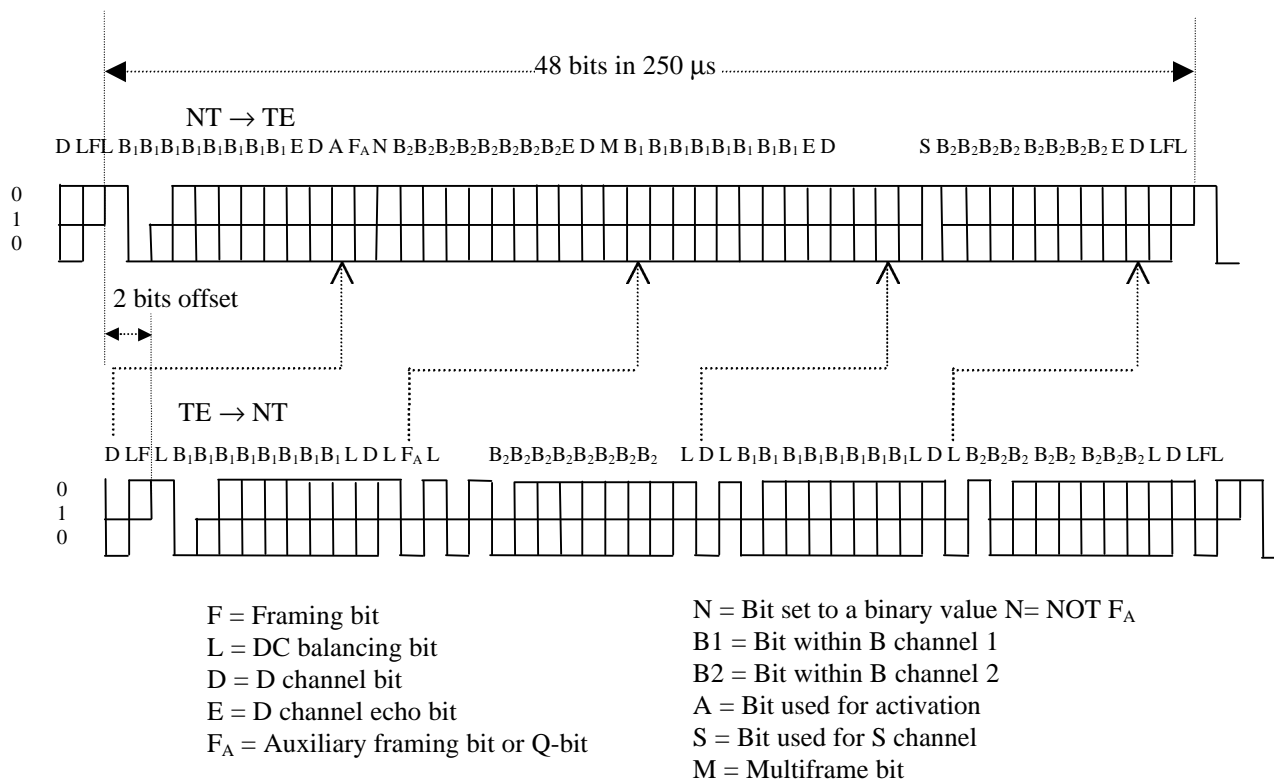 48 bits in 250 µs
NT → TE
D LFL B₁B₁B₁B₁B₁B₁B₁B₁ E D A F_A N B₂B₂B₂B₂B₂B₂B₂B₂E D M B₁ B₁B₁B₁B₁B₁ B₁B₁ E D S B₂B₂B₂B₂ B₂B₂B₂B₂ E D LFL
0
1
0
2 bits offset
TE → NT
D LF L B₁B₁B₁B₁B₁B₁B₁B₁ L D L F_A L B₂B₂B₂B₂B₂B₂B₂B₂ L D L B₁B₁ B₁B₁B₁B₁B₁B₁L D L B₂B₂B₂ B₂B₂ B₂B₂B₂ L D LFL
0
1
0
F = Framing bit
L = DC balancing bit
D = D channel bit
E = D channel echo bit
F_A = Auxiliary framing bit or Q-bit
N = Bit set to a binary value N= NOT F_A
B1 = Bit within B channel 1
B2 = Bit within B channel 2
A = Bit used for activation
S = Bit used for S channel
M = Multiframe bit